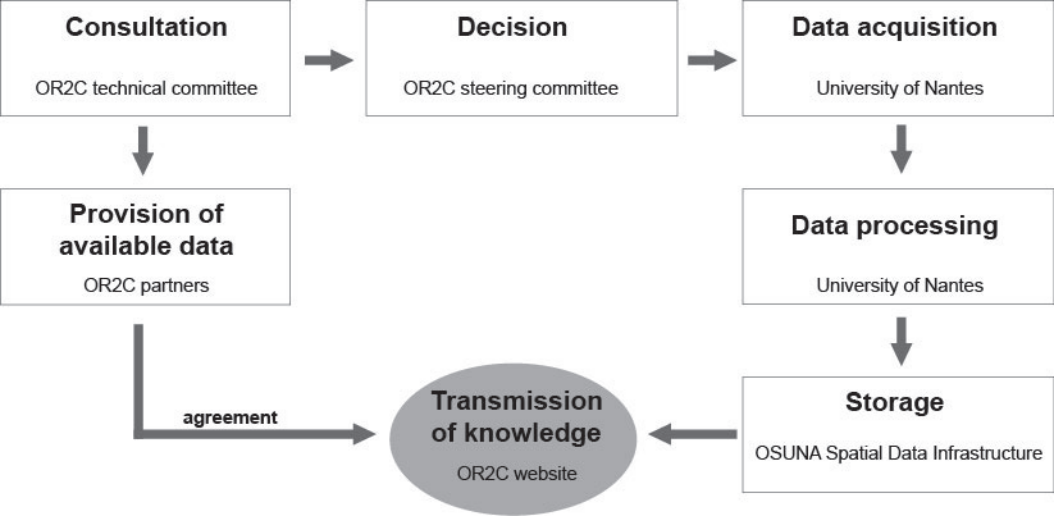 Consultation
OR2C technical committee
Decision
OR2C steering committee
Data acquisition
University of Nantes
Provision of
available data
OR2C partners
Data processing
University of Nantes
agreement
Transmission
of knowledge
OR2C website
Storage
OSUNA Spatial Data Infrastructure